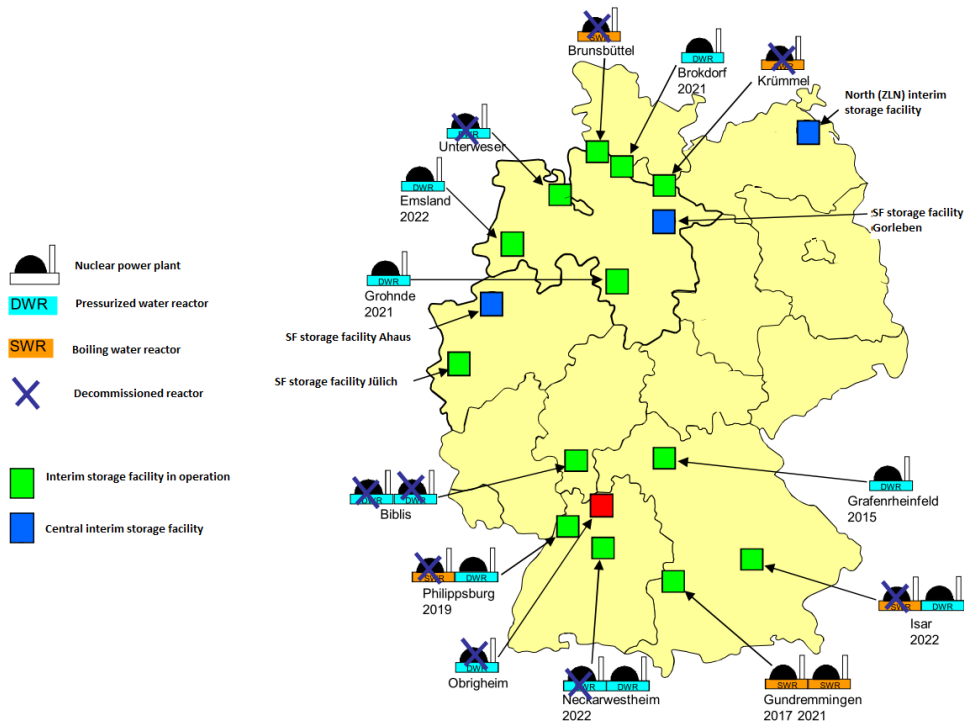 SWR
Brunsbüttel
DWR
Brokdorf
2021
DWR
Krümmel
North (ZLN) interim
storage facility
DWR
Unterweser
DWR
Emsland
2022
SF storage facility
Gorleben
Nuclear power plant
DWR
Pressurized water reactor
SWR
Boiling water reactor
Decommissioned reactor
DWR
Grohnde
2021
SF storage facility Ahaus
SF storage facility Jülich
Interim storage facility in operation
Central interim storage facility
DWR DWR
Biblis
DWR
Grafenrheinfeld
2015
SWR DWR
Philippsburg
2019
SWR DWR
Isar
2022
DWR
Obrigheim
DWR DWR
Neckarwestheim
2022
SWR SWR
Gundremmingen
2017 2021